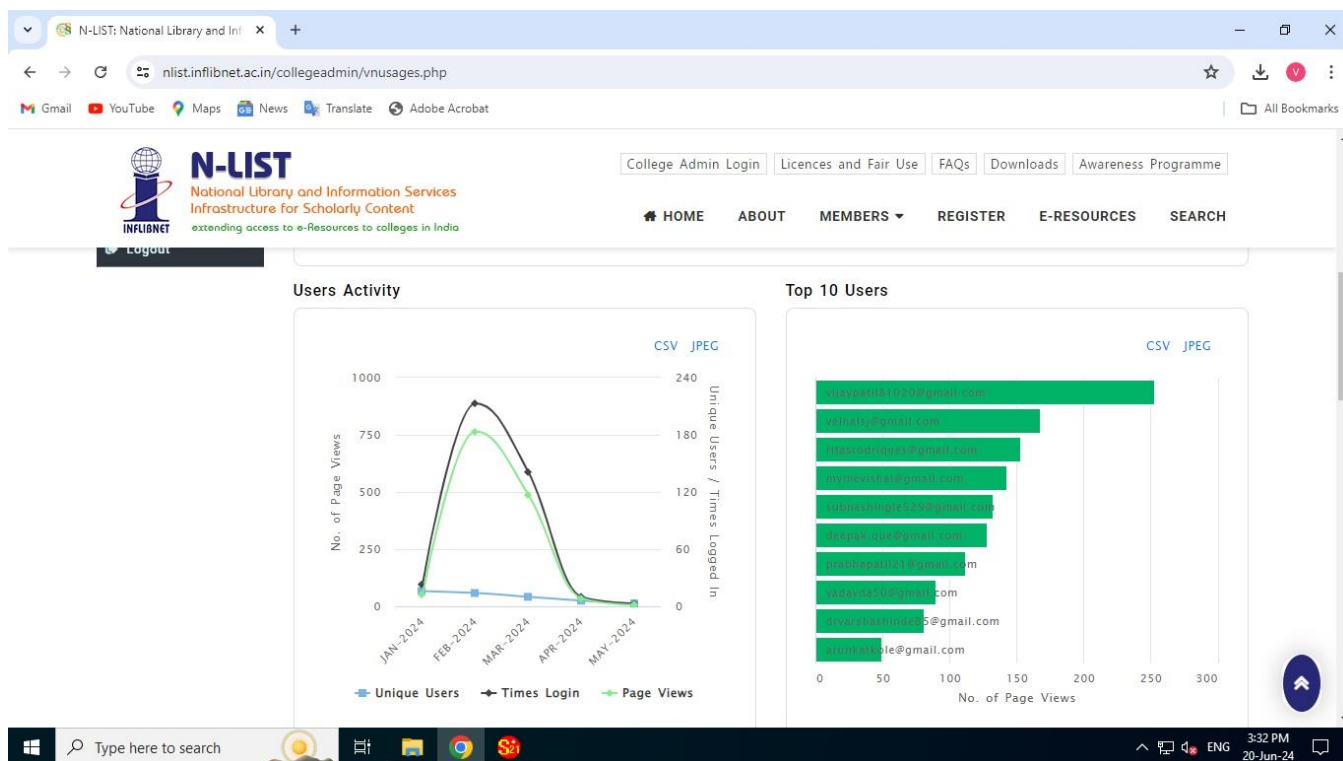 N-LIST: National Library and Inf
nlist.inflibnet.ac.in/collegeadmin/vnusages.php
V
Gmail YouTube Maps News Translate Adobe Acrobat
All Bookmarks
INFLIBNET
N-LIST
National Library and Information Services
Infrastructure for Scholarly Content
extending access to e-Resources to colleges in India
College Admin Login Licences and Fair Use FAQs Downloads Awareness Programme
HOME ABOUT MEMBERS REGISTER E-RESOURCES SEARCH
Logout
Users Activity
CSV JPEG
1000
750
500
250
0
No. of Page Views
240
180
120
60
0
Unique Users / Times Logged In
JAN-2024
FEB-2024
MAR-2024
APR-2024
MAY-2024
Unique Users Times Login Page Views
Top 10 Users
CSV JPEG
vijaypatil81020@gmail.com
velhalsj@gmail.com
ritasrodriques@gmail.com
mymevishal@gmail.com
subhashingle529@gmail.com
deepak.que@gmail.com
prabhapatil21@gmail.com
yadavda50@gmail.com
drvarshashinde85@gmail.com
arunkatkole@gmail.com
0 50 100 150 200 250 300
No. of Page Views
Type here to search
S21
ENG
3:32 PM
20-Jun-24